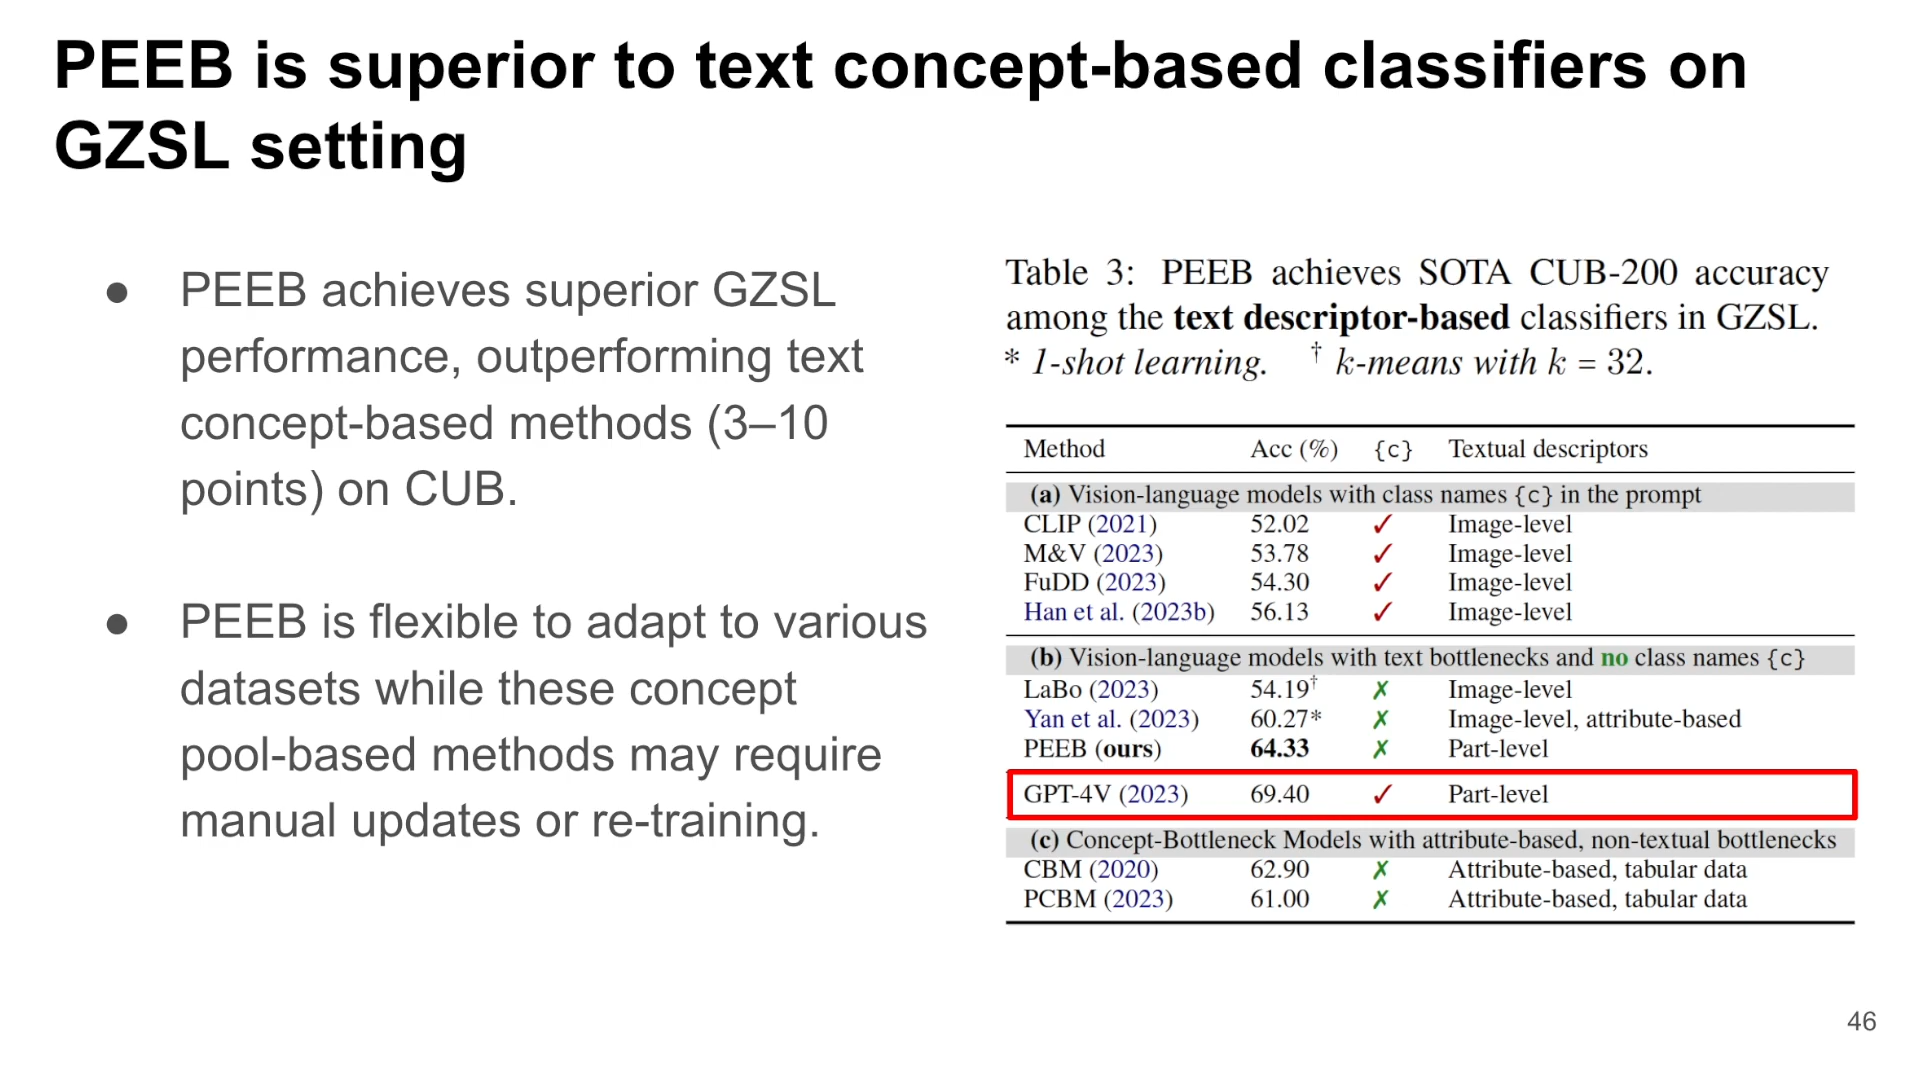 PEEB is superior to text concept-based classifiers on
GZSL setting
● PEEB achieves superior GZSL
performance, outperforming text
concept-based methods (3–10
points) on CUB.
● PEEB is flexible to adapt to various
datasets while these concept
pool-based methods may require
manual updates or re-training.
Table 3: PEEB achieves SOTA CUB-200 accuracy
among the text descriptor-based classifiers in GZSL.
* 1-shot learning. † k-means with k = 32.
Method Acc (%) {c} Textual descriptors
(a) Vision-language models with class names {c} in the prompt
CLIP (2021) 52.02 ✓ Image-level
M&V (2023) 53.78 ✓ Image-level
FuDD (2023) 54.30 ✓ Image-level
Han et al. (2023b) 56.13 ✓ Image-level
(b) Vision-language models with text bottlenecks and no class names {c}
LaBo (2023) 54.19† ✗ Image-level
Yan et al. (2023) 60.27* ✗ Image-level, attribute-based
PEEB (ours) 64.33 ✗ Part-level
GPT-4V (2023) 69.40 ✓ Part-level
(c) Concept-Bottleneck Models with attribute-based, non-textual bottlenecks
CBM (2020) 62.90 ✗ Attribute-based, tabular data
PCBM (2023) 61.00 ✗ Attribute-based, tabular data
46